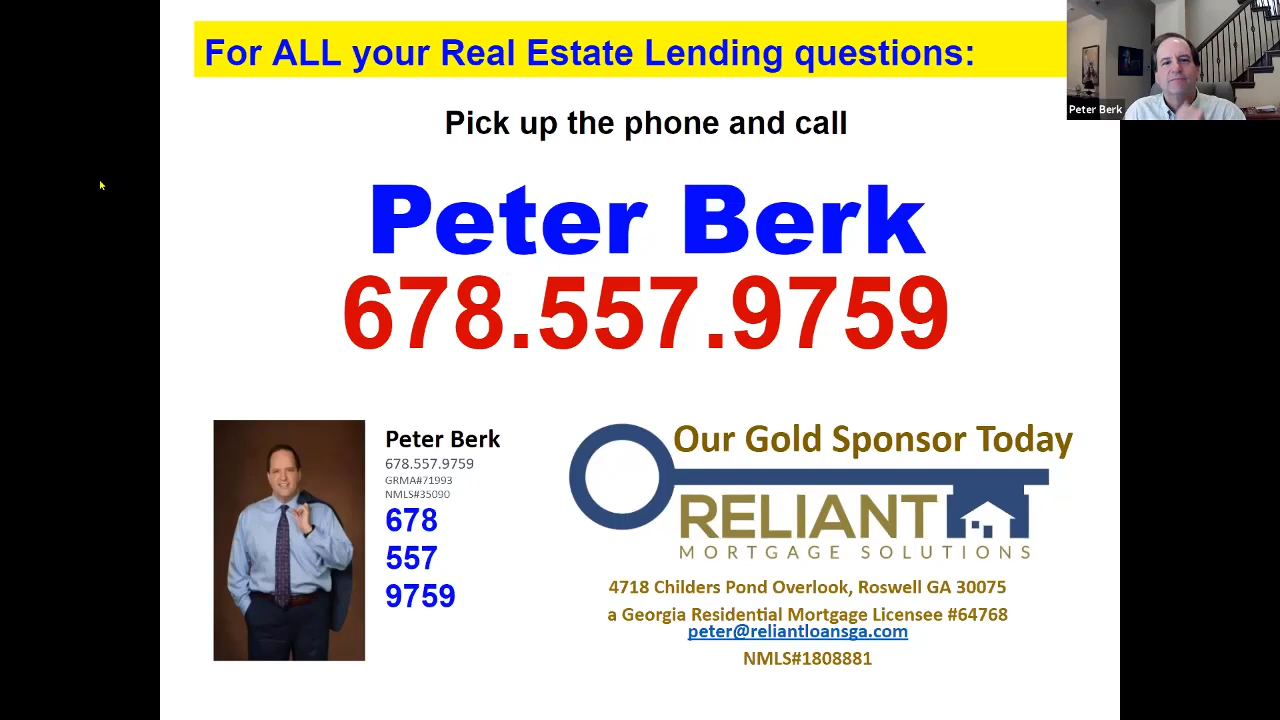 For ALL your Real Estate Lending questions:
Peter Berk
Pick up the phone and call
Peter Berk
678.557.9759
Peter Berk
678.557.9759
GRMA#71993
NMLS#35090
678
557
9759
Our Gold Sponsor Today
RELIANT
MORTGAGE SOLUTIONS
4718 Childers Pond Overlook, Roswell GA 30075
a Georgia Residential Mortgage Licensee #64768
peter@reliantloansga.com
NMLS#1808881